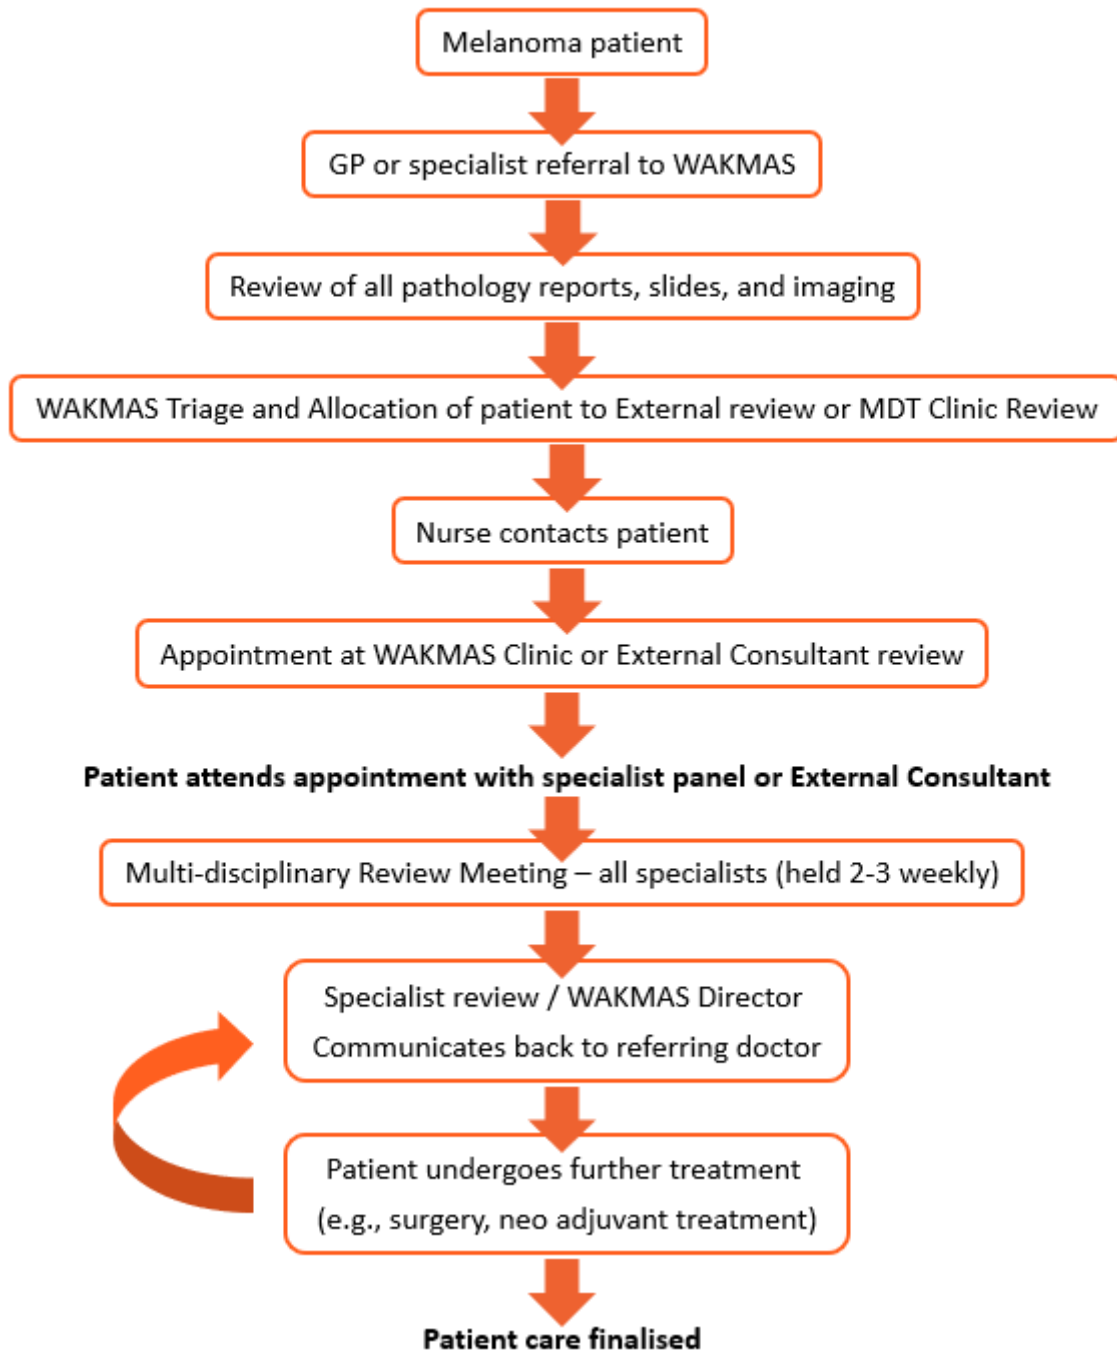 Melanoma patient
GP or specialist referral to WAKMAS
Review of all pathology reports, slides, and imaging
WAKMAS Triage and Allocation of patient to External review or MDT Clinic Review
Nurse contacts patient
Appointment at WAKMAS Clinic or External Consultant review
Patient attends appointment with specialist panel or External Consultant
Multi-disciplinary Review Meeting – all specialists (held 2-3 weekly)
Specialist review / WAKMAS Director
Communicates back to referring doctor
Patient undergoes further treatment
(e.g., surgery, neo adjuvant treatment)
Patient care finalised